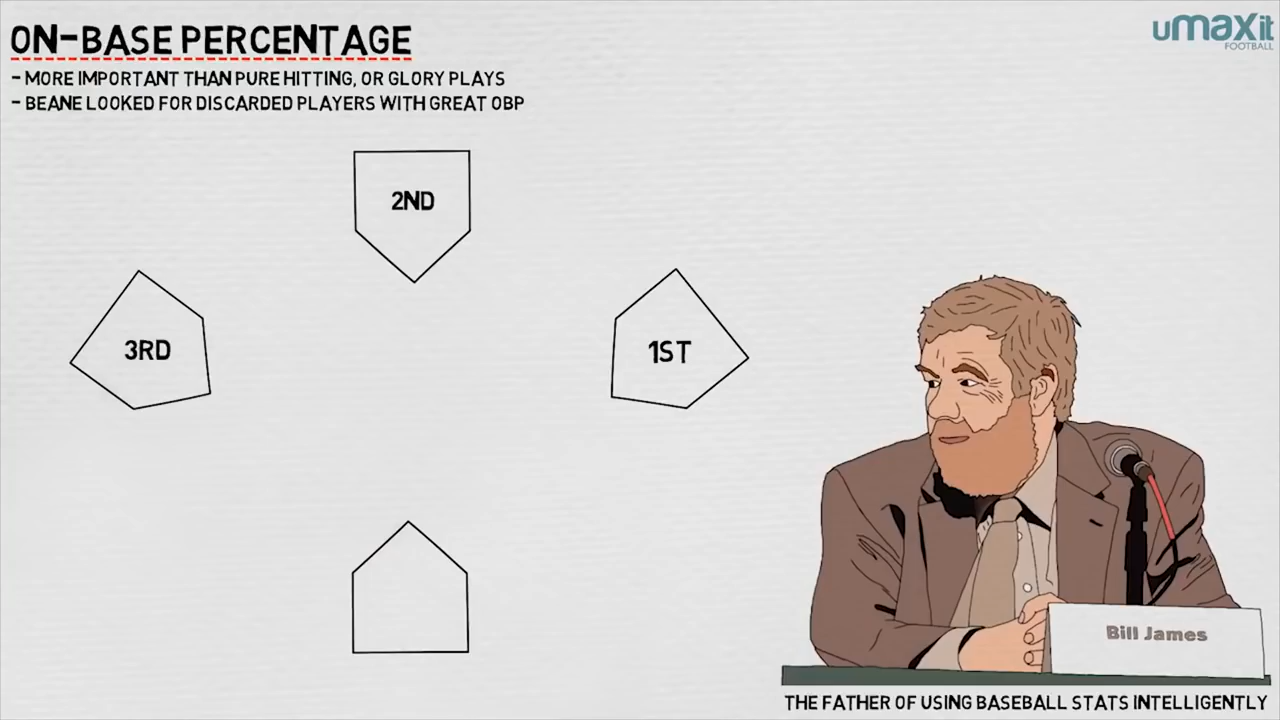 ON-BASE PERCENTAGE
- MORE IMPORTANT THAN PURE HITTING, OR GLORY PLAYS
- BEANE LOOKED FOR DISCARDED PLAYERS WITH GREAT OBP
umaxit
FOOTBALL
2ND
3RD
1ST
Bill James
THE FATHER OF USING BASEBALL STATS INTELLIGENTLY